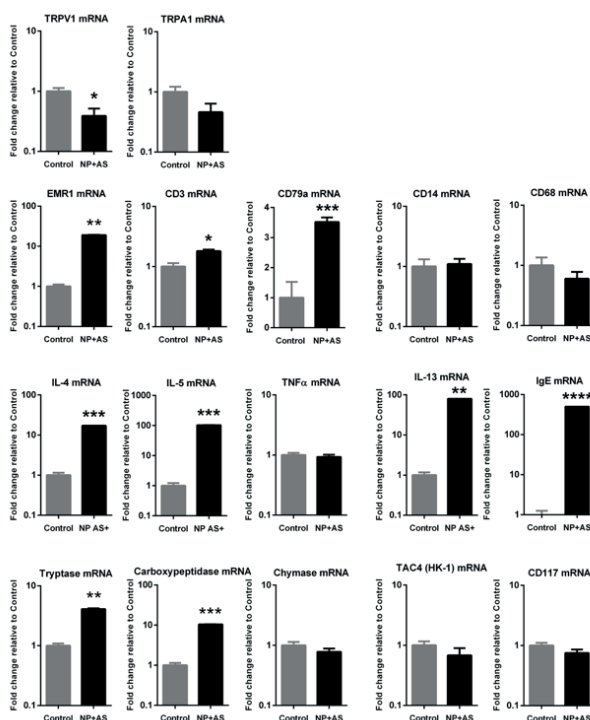 TRPV1 mRNA
Fold change relative to Control
10
1
0.1
*
Control NP+AS
TRPA1 mRNA
Fold change relative to Control
10
1
0.1
Control NP+AS
EMR1 mRNA
Fold change relative to Control
100
10
1
0.1
**
Control NP+AS
CD3 mRNA
Fold change relative to Control
10
1
0.1
*
Control NP+AS
CD79a mRNA
Fold change relative to Control
4
3
2
1
0
***
Control NP+AS
CD14 mRNA
Fold change relative to Control
10
1
0.1
Control NP+AS
CD68 mRNA
Fold change relative to Control
10
1
0.1
Control NP+AS
IL-4 mRNA
Fold change relative to Control
100
10
1
0.1
***
Control NP AS+
IL-5 mRNA
Fold change relative to Control
1000
100
10
1
0.1
***
Control NP AS+
TNFα mRNA
Fold change relative to Control
10
1
0.1
Control NP+AS
IL-13 mRNA
Fold change relative to Control
100
10
1
0.1
**
Control NP AS+
IgE mRNA
Fold change relative to Control
1000
100
10
1
****
Control NP+AS
Tryptase mRNA
Fold change relative to Control
10
1
0.1
**
Control NP+AS
Carboxypeptidase mRNA
Fold change relative to Control
100
10
1
0.1
***
Control NP+AS
Chymase mRNA
Fold change relative to Control
10
1
0.1
Control NP+AS
TAC4 (HK-1) mRNA
Fold change relative to Control
10
1
0.1
Control NP+AS
CD117 mRNA
Fold change relative to Control
10
1
0.1
Control NP+AS